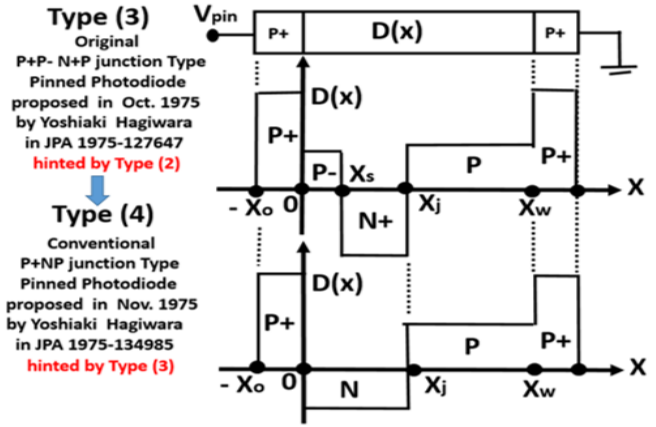 Type (3)
Original
P+P- N+P junction Type
Pinned Photodiode
proposed in Oct. 1975
by Yoshiaki Hagiwara
in JPA 1975-127647
hinted by Type (2)
Type (4)
Conventional
P+NP junction Type
Pinned Photodiode
proposed in Nov. 1975
by Yoshiaki Hagiwara
in JPA 1975-134985
hinted by Type (3)
Vpin
P+ D(x) P+
D(x)
P+
P- Xs P P+
N+
- Xo 0 Xj Xw X
D(x)
P+
P P+
N
- Xo 0 Xj Xw X